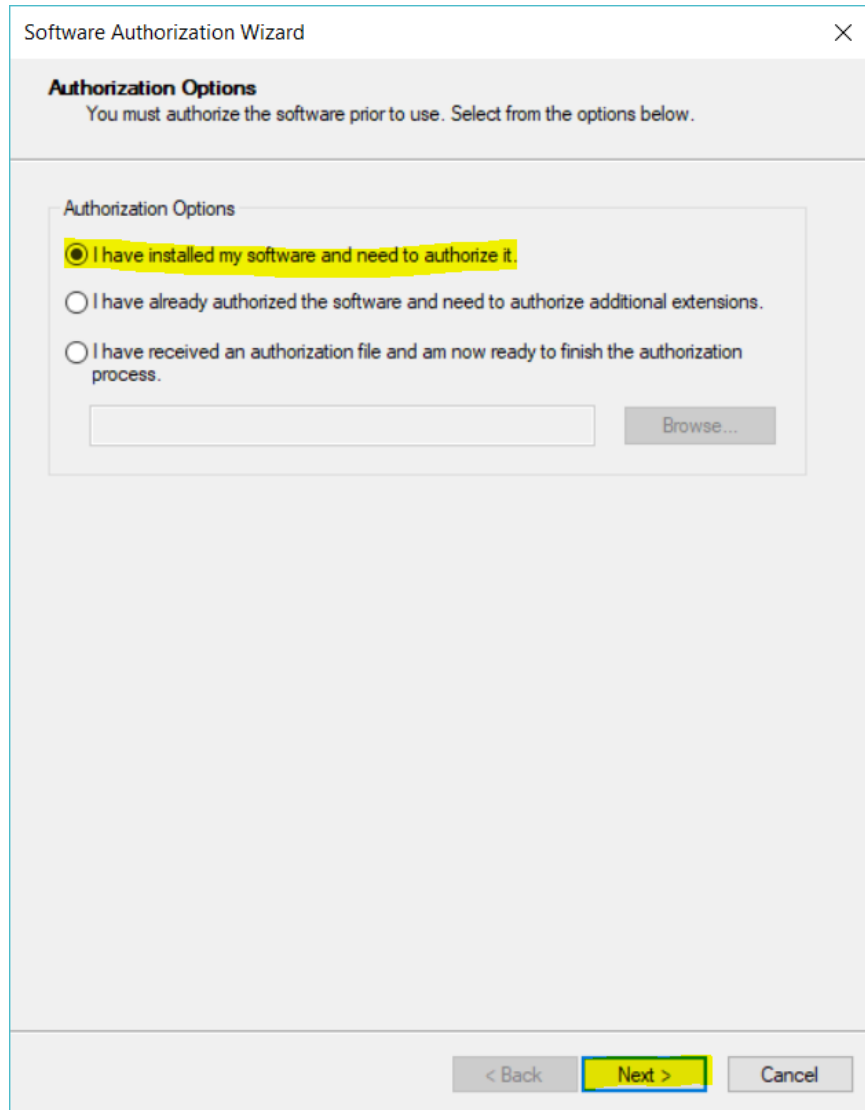 Software Authorization Wizard
Authorization Options
You must authorize the software prior to use. Select from the options below.
Authorization Options
I have installed my software and need to authorize it.
I have already authorized the software and need to authorize additional extensions.
I have received an authorization file and am now ready to finish the authorization
process.
Browse...
< Back Next > Cancel